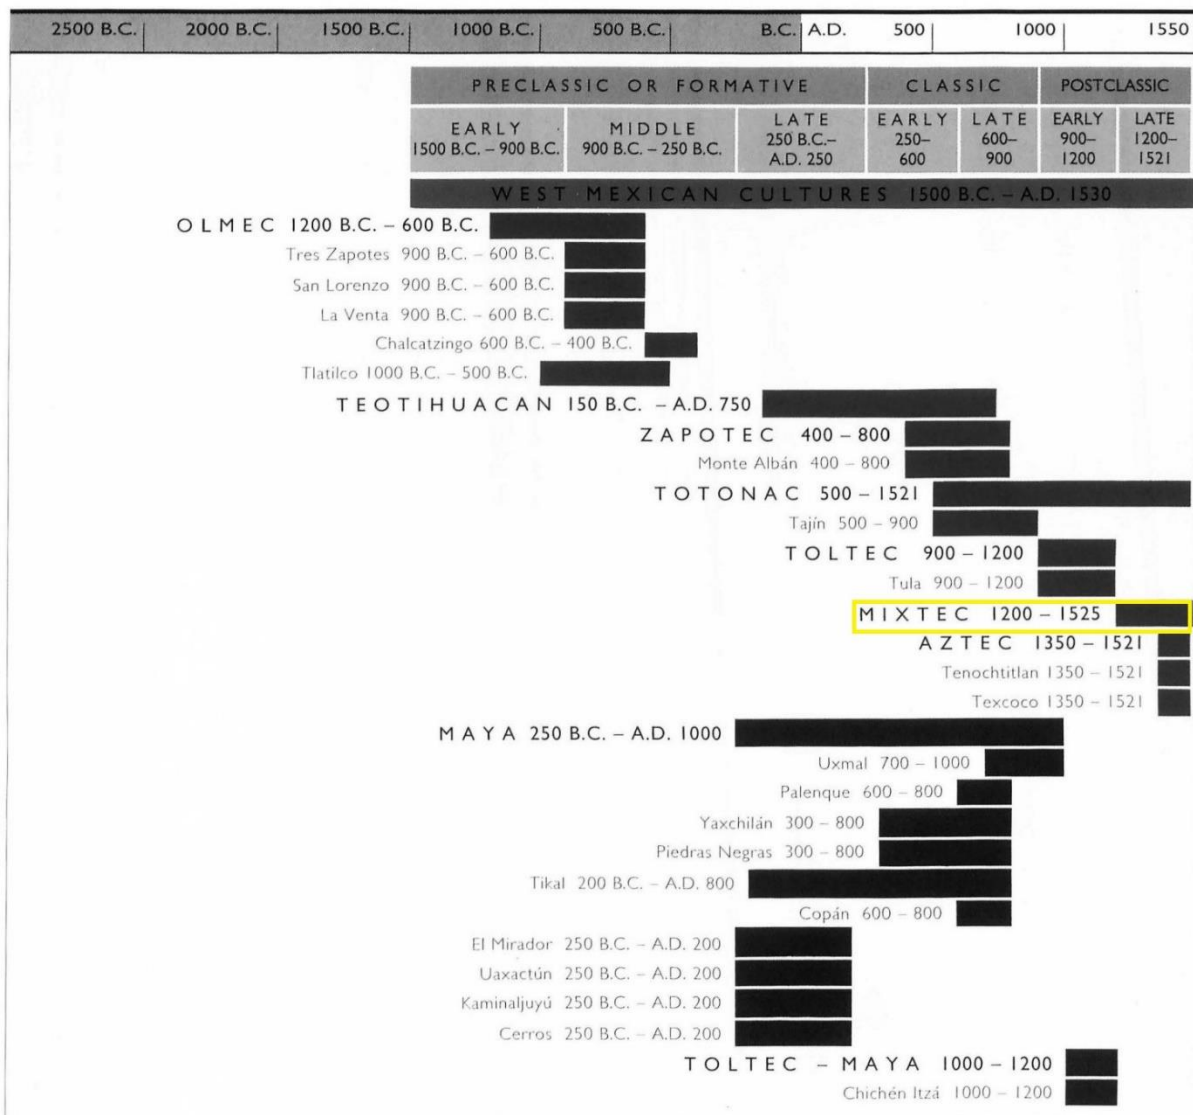 2500 B.C. 2000 B.C. 1500 B.C. 1000 B.C. 500 B.C. B.C. A.D. 500 1000 1550
PRECLASSIC OR FORMATIVE CLASSIC POSTCLASSIC
EARLY MIDDLE LATE EARLY LATE EARLY LATE
1500 B.C. – 900 B.C. 900 B.C. – 250 B.C. 250 B.C.– 250– 600– 900– 1200–
A.D. 250 600 900 1200 1521
WEST MEXICAN CULTURES 1500 B.C. – A.D. 1530
OLMEC 1200 B.C. – 600 B.C.
Tres Zapotes 900 B.C. – 600 B.C.
San Lorenzo 900 B.C. – 600 B.C.
La Venta 900 B.C. – 600 B.C.
Chalcatzingo 600 B.C. – 400 B.C.
Tlatilco 1000 B.C. – 500 B.C.
TEOTIHUACAN 150 B.C. – A.D. 750
ZAPOTEC 400 – 800
Monte Albán 400 – 800
TOTONAC 500 – 1521
Tajín 500 – 900
TOLTEC 900 – 1200
Tula 900 – 1200
MIXTEC 1200 – 1525
AZTEC 1350 – 1521
Tenochtitlan 1350 – 1521
Texcoco 1350 – 1521
MAYA 250 B.C. – A.D. 1000
Uxmal 700 – 1000
Palenque 600 – 800
Yaxchilán 300 – 800
Piedras Negras 300 – 800
Tikal 200 B.C. – A.D. 800
Copán 600 – 800
El Mirador 250 B.C. – A.D. 200
Uaxactún 250 B.C. – A.D. 200
Kaminaljuyú 250 B.C. – A.D. 200
Cerros 250 B.C. – A.D. 200
TOLTEC – MAYA 1000 – 1200
Chichén Itzá 1000 – 1200